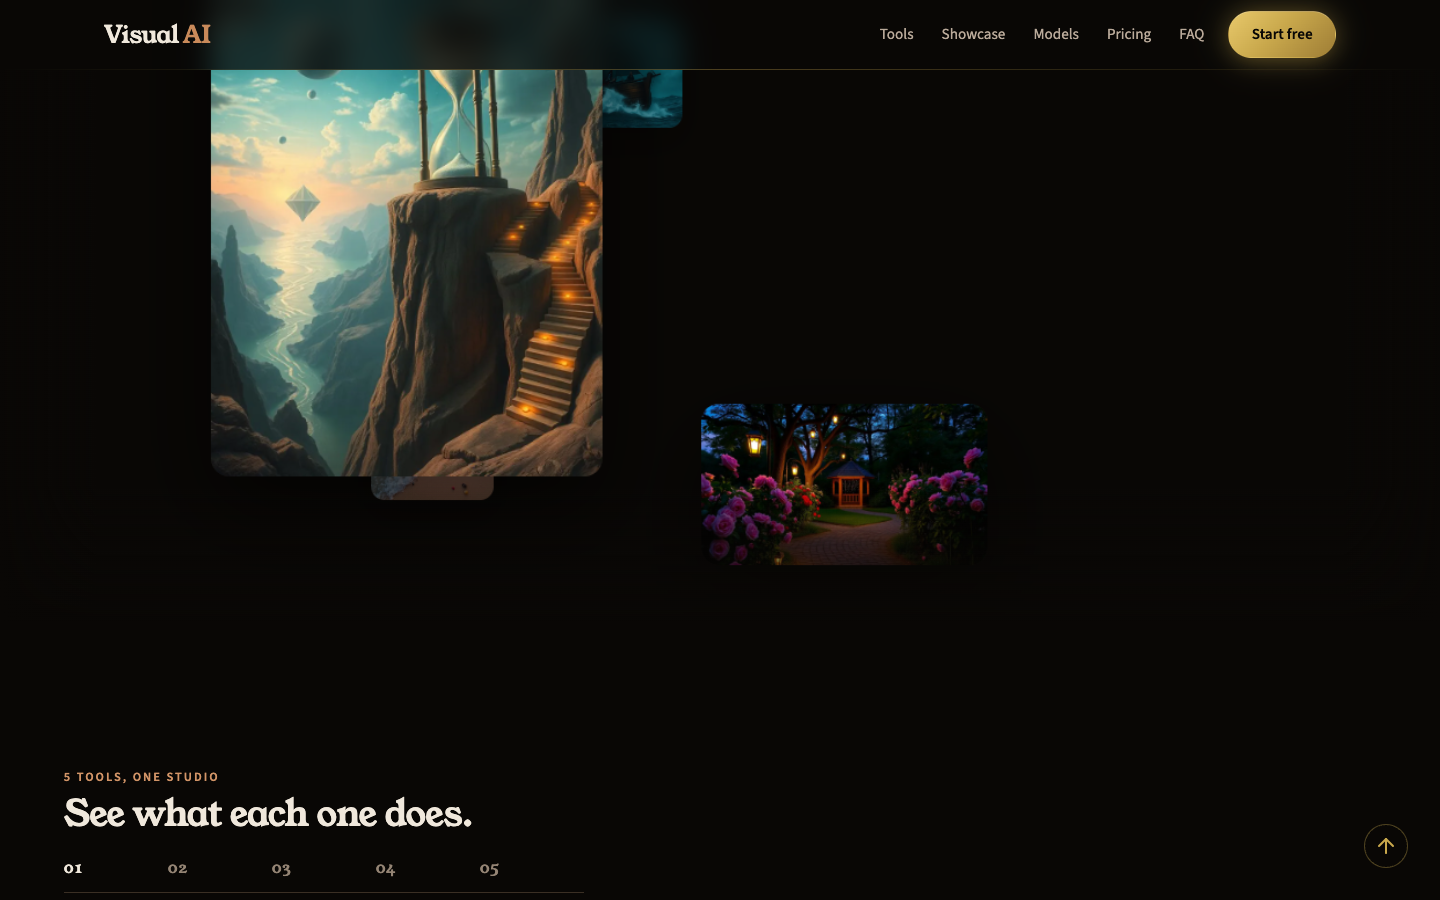 Visual AI
Tools
Showcase
Models
Pricing
FAQ
Start free
5 TOOLS, ONE STUDIO
See what each one does.
01
02
03
04
05